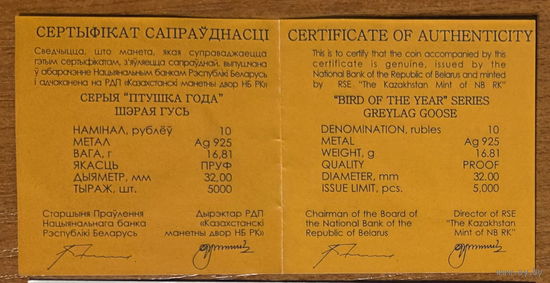 СЕРТЫФІКАТ САПРАЎДНАСЦІ
Сведчыцца, што манета, якая суправаджаецца
гэтым сертыфікатам, з'яўляецца сапраўднай, выпушчана
ў абарачэнне Нацыянальным банкам Рэспублікі Беларусь
і адчаканена на РДП «Казахстанскі манетны двор НБ РК»
СЕРЫЯ "ПТУШКА ГОДА"
ШЭРАЯ ГУСЬ
НАМІНАЛ, рублёў 10
МЕТАЛ Ag 925
ВАГА, г 16,81
ЯКАСЦЬ ПРУФ
ДЫЯМЕТР, мм 32,00
ТЫРАЖ, шт. 5000
Старшыня Праўлення
Нацыянальнага банка
Рэспублікі Беларусь
Дырэктар РДП
«Казахстанскі
манетны двор НБ РК»
CERTIFICATE OF AUTHENTICITY
This is to certify that the coin accompanied by this
certificate is genuine, issued by the
National Bank of the Republic of Belarus and minted
by RSE, "The Kazakhstan Mint of NB RK"
"BIRD OF THE YEAR" SERIES
GREYLAG GOOSE
DENOMINATION, rubles 10
METAL Ag 925
WEIGHT, g 16.81
QUALITY PROOF
DIAMETER, mm 32.00
ISSUE LIMIT, pcs. 5,000
Chairman of the Board of
the National Bank of the
Republic of Belarus
Director of RSE
"The Kazakhstan
Mint of NB RK"